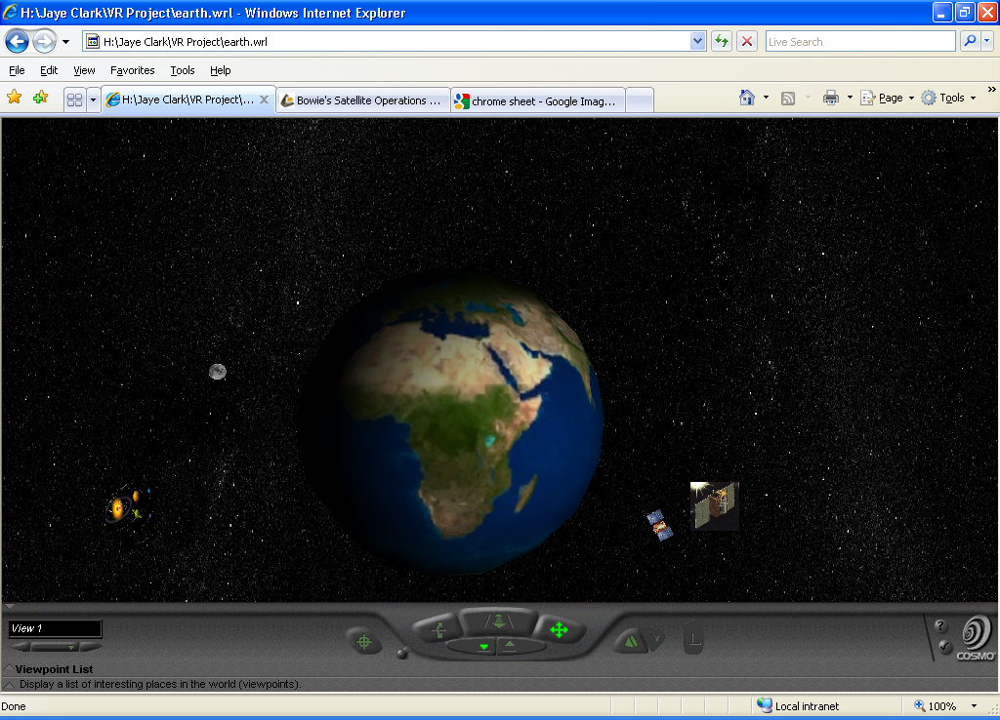 H:\Jaye Clark\VR Project\earth.wrl - Windows Internet Explorer
H:\Jaye Clark\VR Project\earth.wrl
Live Search
File Edit View Favorites Tools Help
H:\Jaye Clark\VR Project\... Bowie's Satellite Operations ... chrome sheet - Google Imag... Page Tools »
View 1
? COSMO
Viewpoint List
Display a list of interesting places in the world (viewpoints).
Done Local intranet 100%